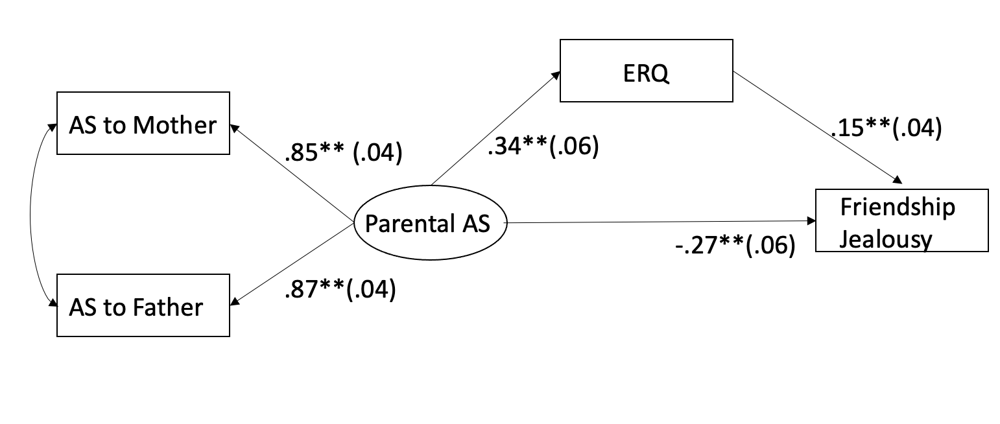 ERQ
AS to Mother
.85** (.04)
.34**(.06)
.15**(.04)
Parental AS
Friendship
Jealousy
-.27**(.06)
.87**(.04)
AS to Father